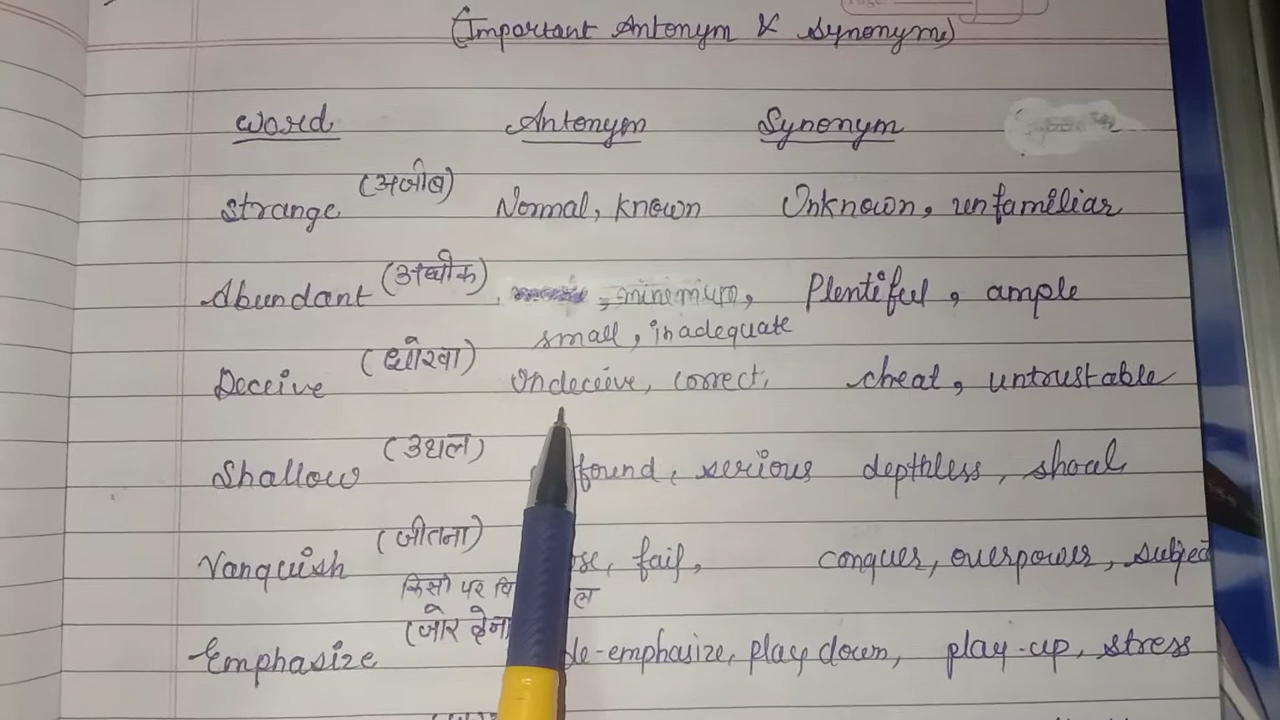 (Important Antonym & Synonym)
Word Antonym Synonym
Strange (अजीब) Normal, known Unknown, unfamiliar
Abundant (अधीक) , minimum, Plentiful, ample
small, inadequate
Deceive (धोखा) Undeceive, correct, cheat, untrustable
Shallow (उथल) found, serious depthless, shoal
Vanquish (जीतना) fail, conquer, overpower, subject
किसी पर
Emphasize (जोर देना de-emphasize, play down, play-up, stress